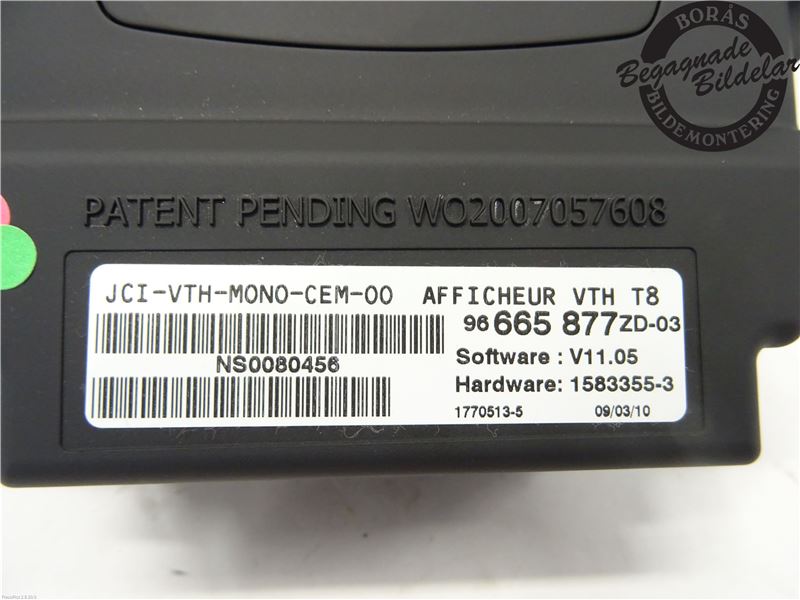 BORÅS
Begagnade
Bildelar
BILDEMONTERING
PATENT PENDING WO2007057608
JCI-VTH-MONO-CEM-00 AFFICHEUR VTH T8
96 665 877ZD-03
NS0080456
Software : V11.05
Hardware: 1583355-3
1770513-5 09/03/10